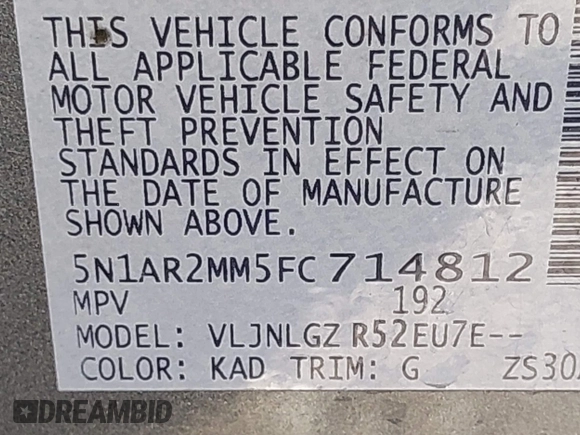 THIS VEHICLE CONFORMS TO
ALL APPLICABLE FEDERAL
MOTOR VEHICLE SAFETY AND
THEFT PREVENTION
STANDARDS IN EFFECT ON
THE DATE OF MANUFACTURE
SHOWN ABOVE.
5N1AR2MM5FC714812
MPV 192
MODEL: VLJNLGZ R52EU7E--
COLOR: KAD TRIM: G ZS30
DREAMBID